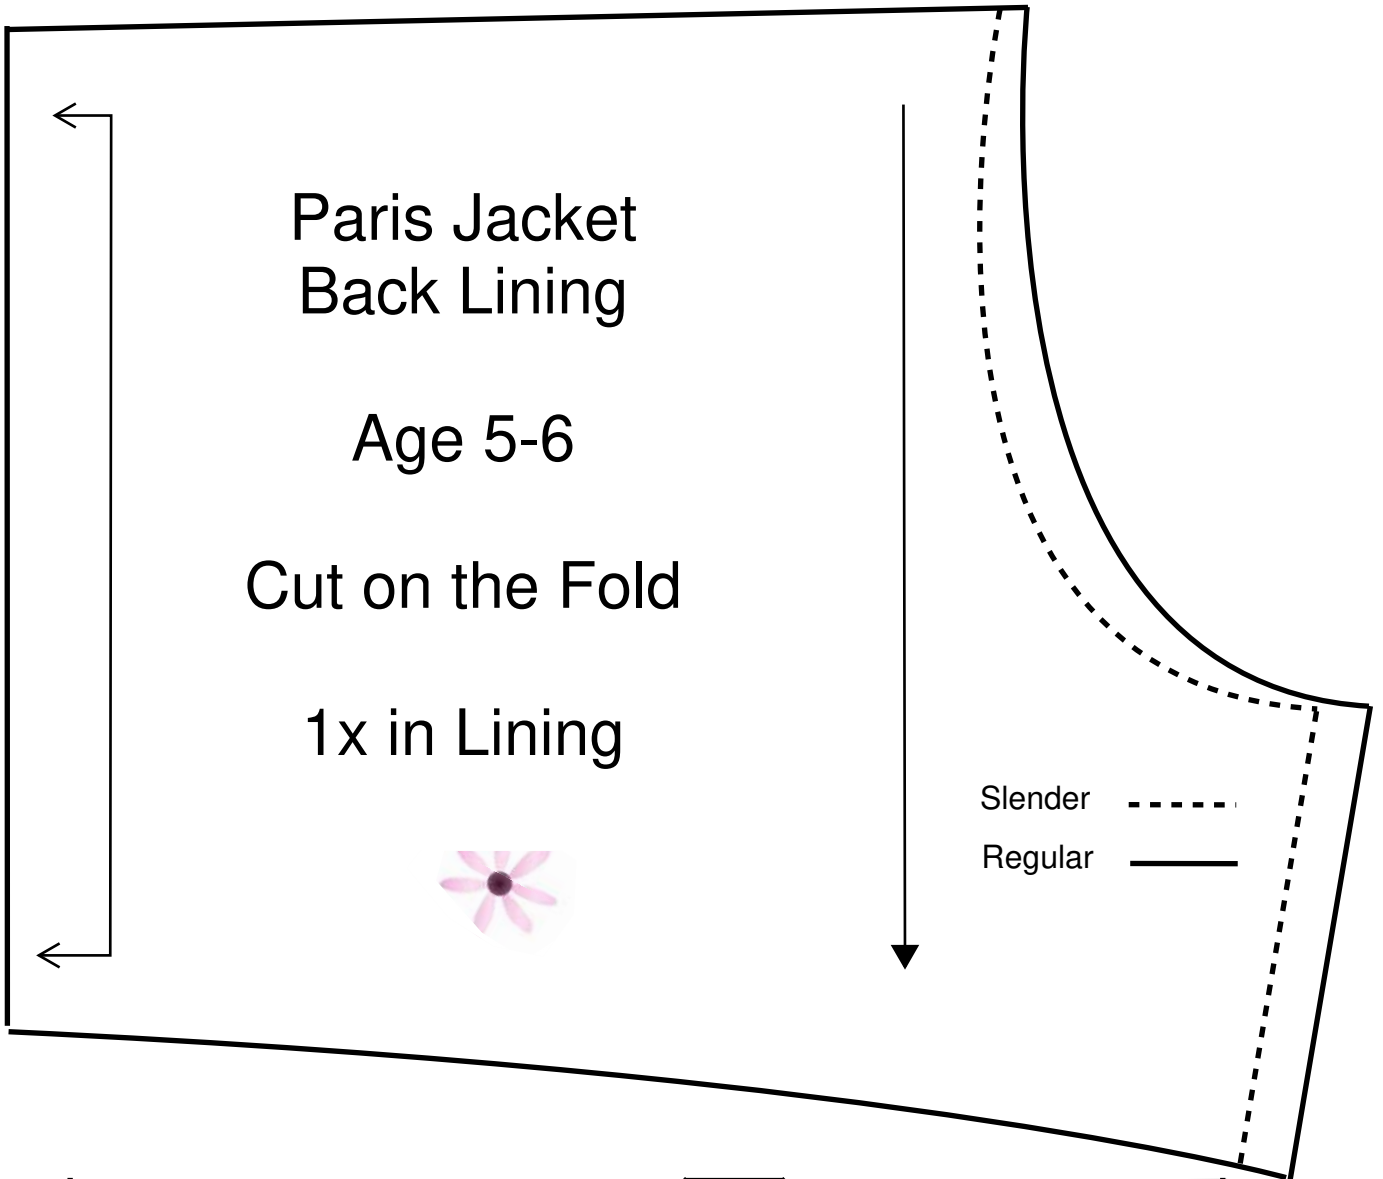 Paris Jacket
Back Lining
Age 5-6
Cut on the Fold
1x in Lining
Slender
Regular